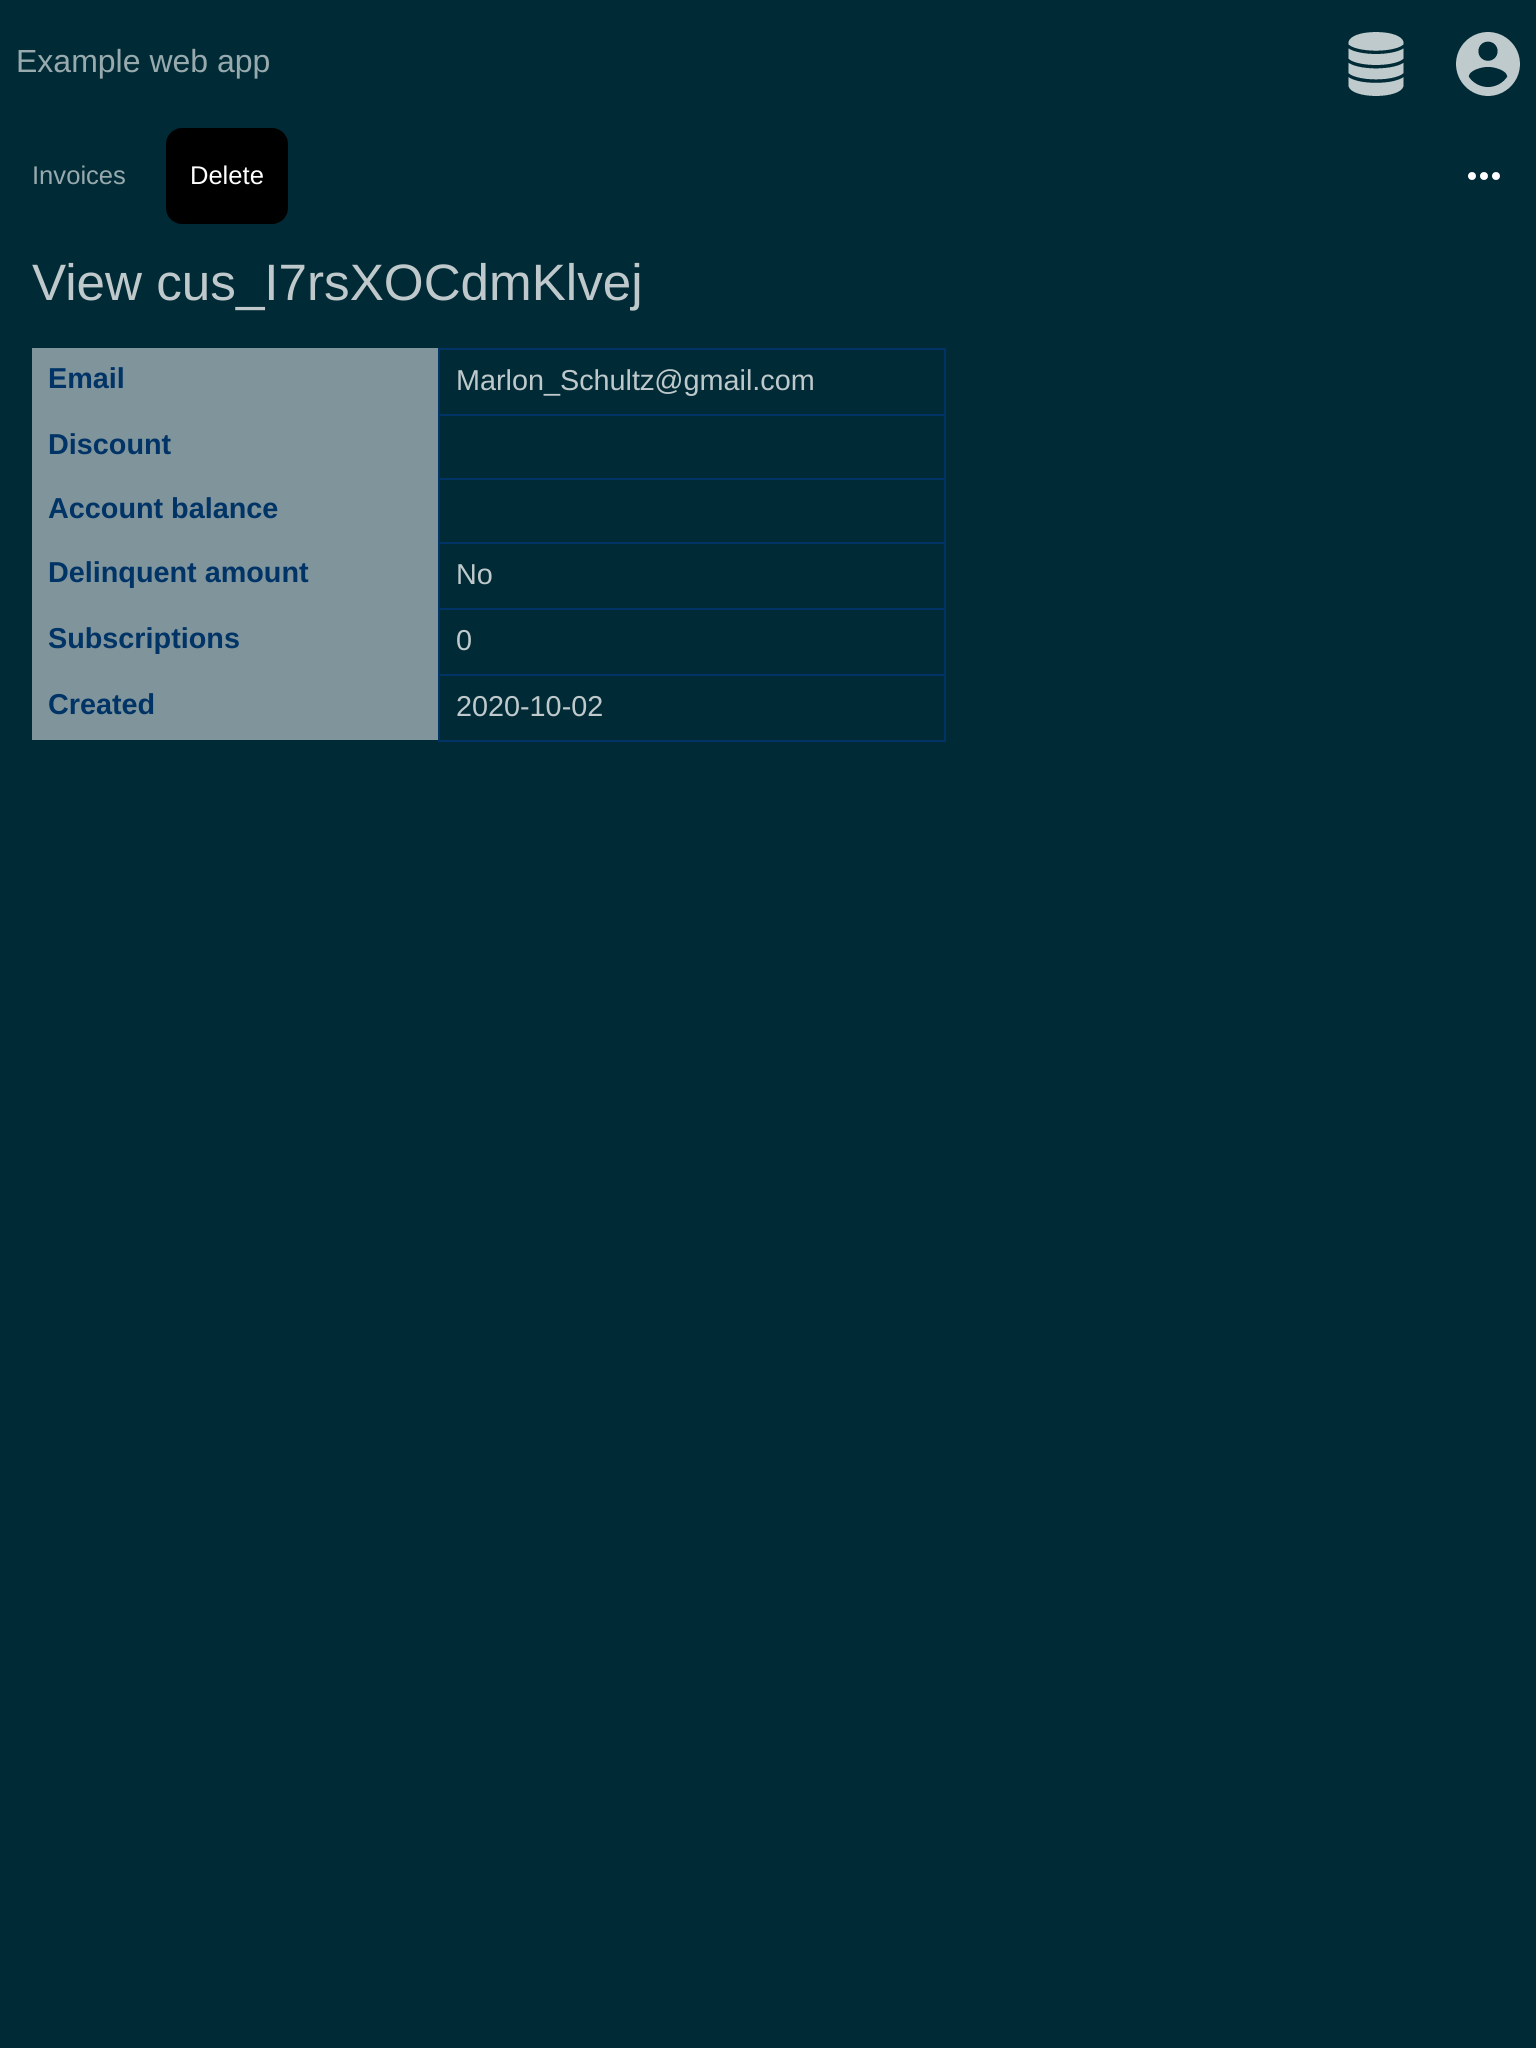 Example web app
Invoices Delete
View cus_I7rsXOCdmKlvej
Email Marlon_Schultz@gmail.com
Discount
Account balance
Delinquent amount No
Subscriptions 0
Created 2020-10-02